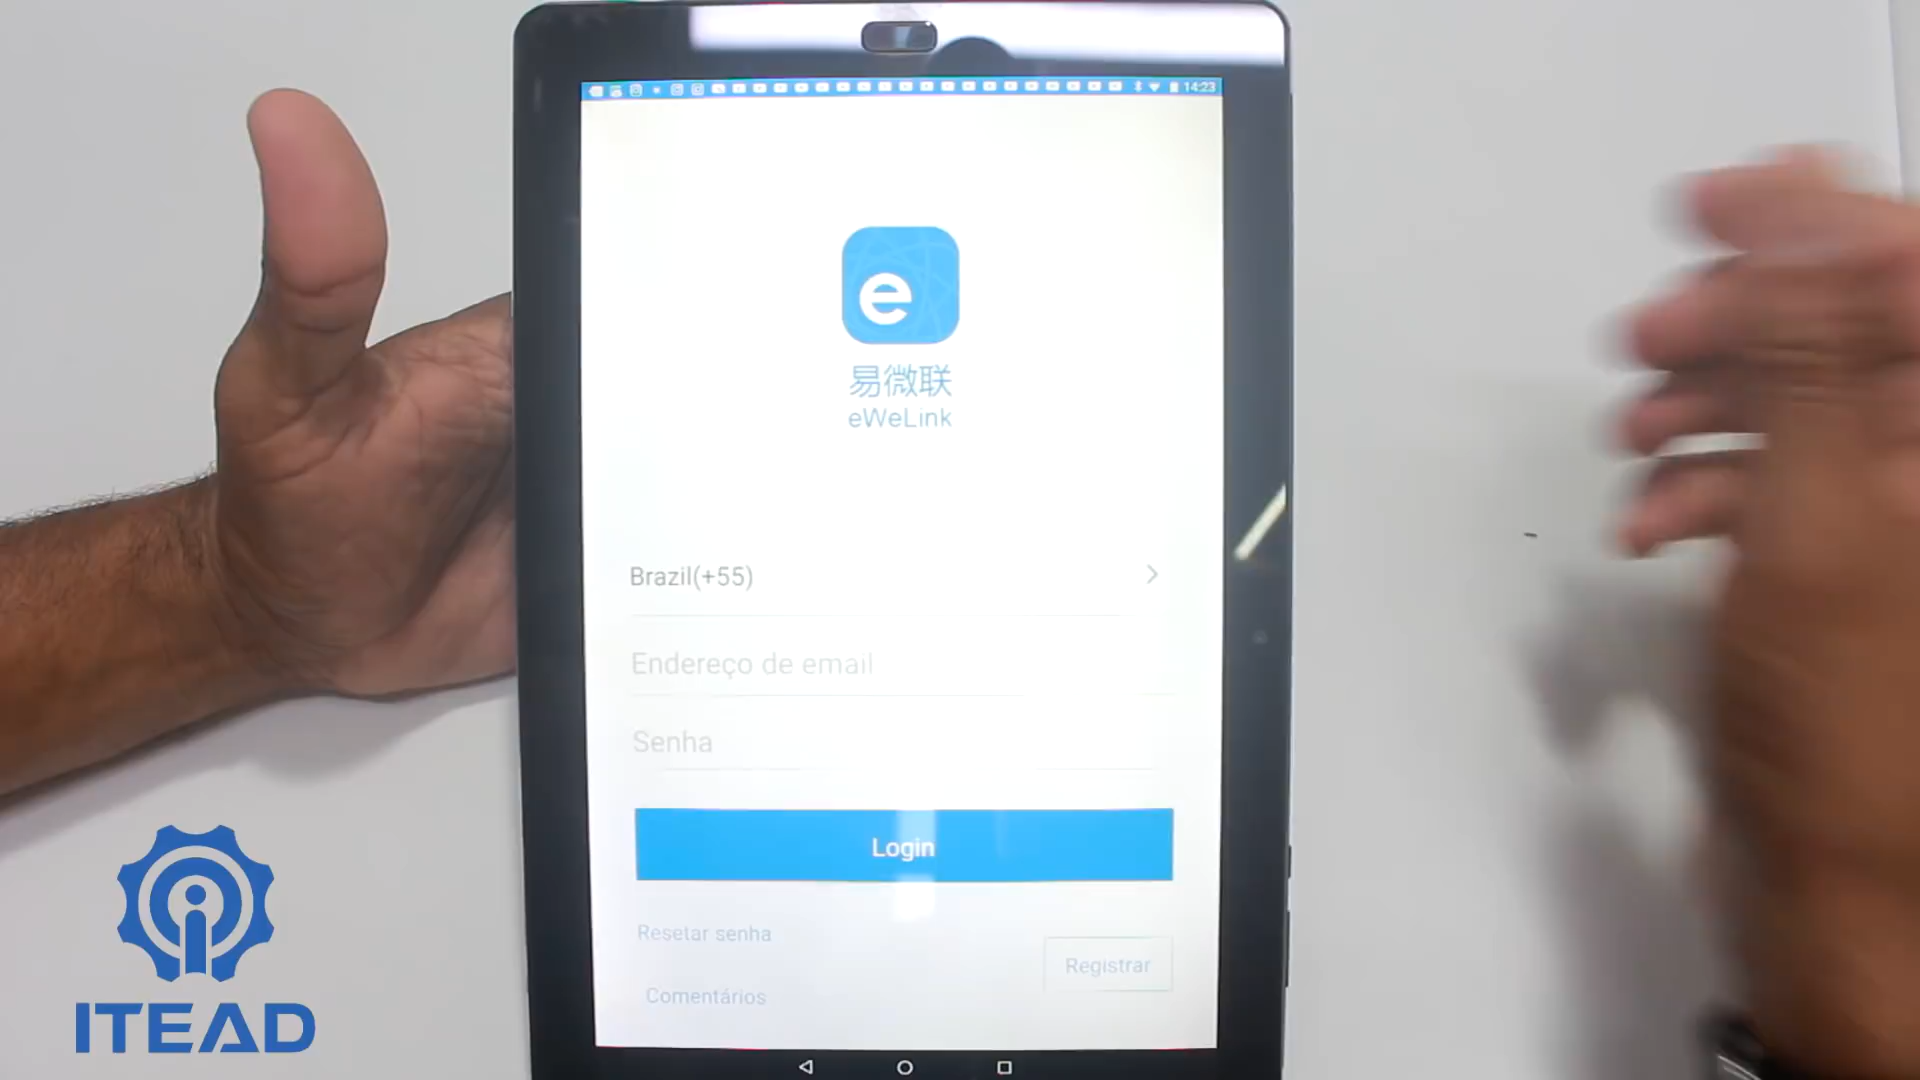 14:23
易微联
eWeLink
Brazil(+55)
Endereço de email
Senha
Login
Resetar senha
Registrar
Comentários
ITEAD